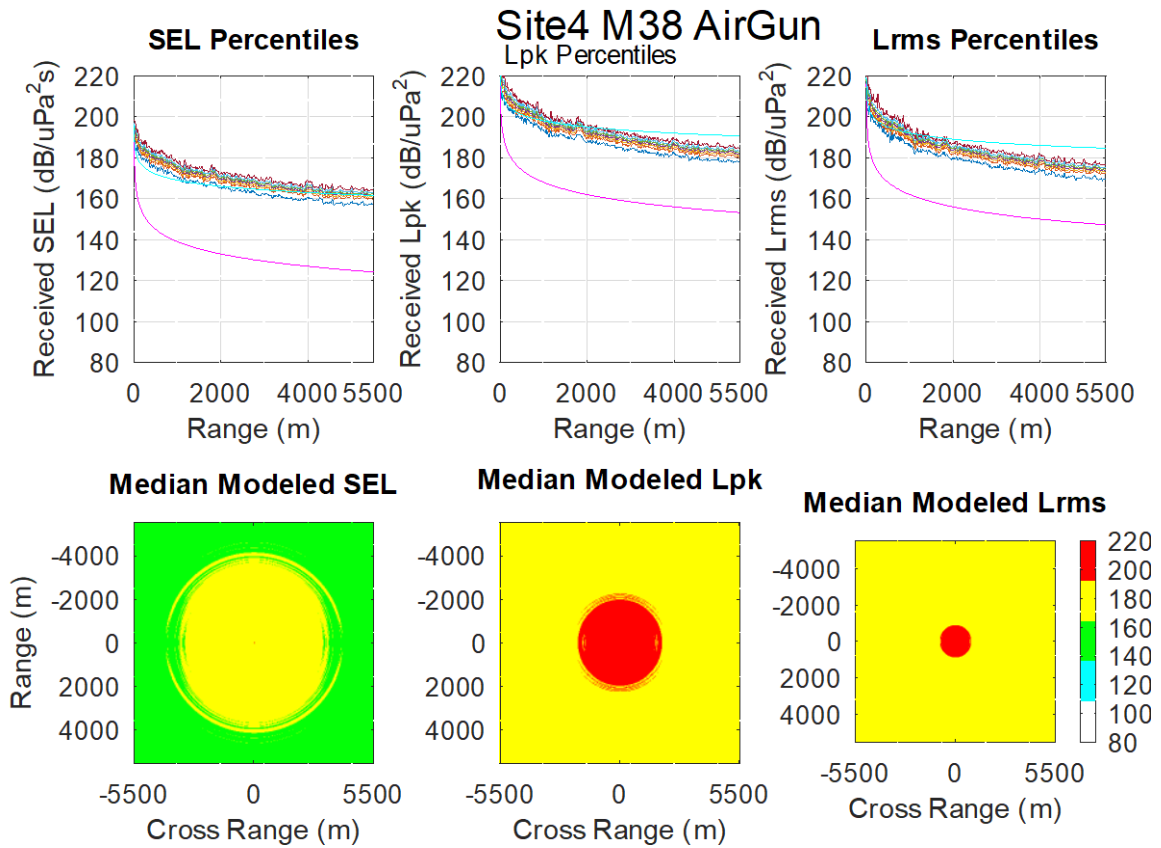 Site4 M38 AirGun
SEL Percentiles
Lpk Percentiles
Lrms Percentiles
Received SEL (dB/uPa²s)
220
200
180
160
140
120
100
80
0 2000 4000 5500
Range (m)
Received Lpk (dB/uPa²)
220
200
180
160
140
120
100
80
0 2000 4000 5500
Range (m)
Received Lrms (dB/uPa²)
220
200
180
160
140
120
100
80
0 2000 4000 5500
Range (m)
Median Modeled SEL
Range (m)
-4000
-2000
0
2000
4000
-5500 0 5500
Cross Range (m)
Median Modeled Lpk
-4000
-2000
0
2000
4000
-5500 0 5500
Cross Range (m)
Median Modeled Lrms
-4000
-2000
0
2000
4000
-5500 0 5500
Cross Range (m)
220
200
180
160
140
120
100
80